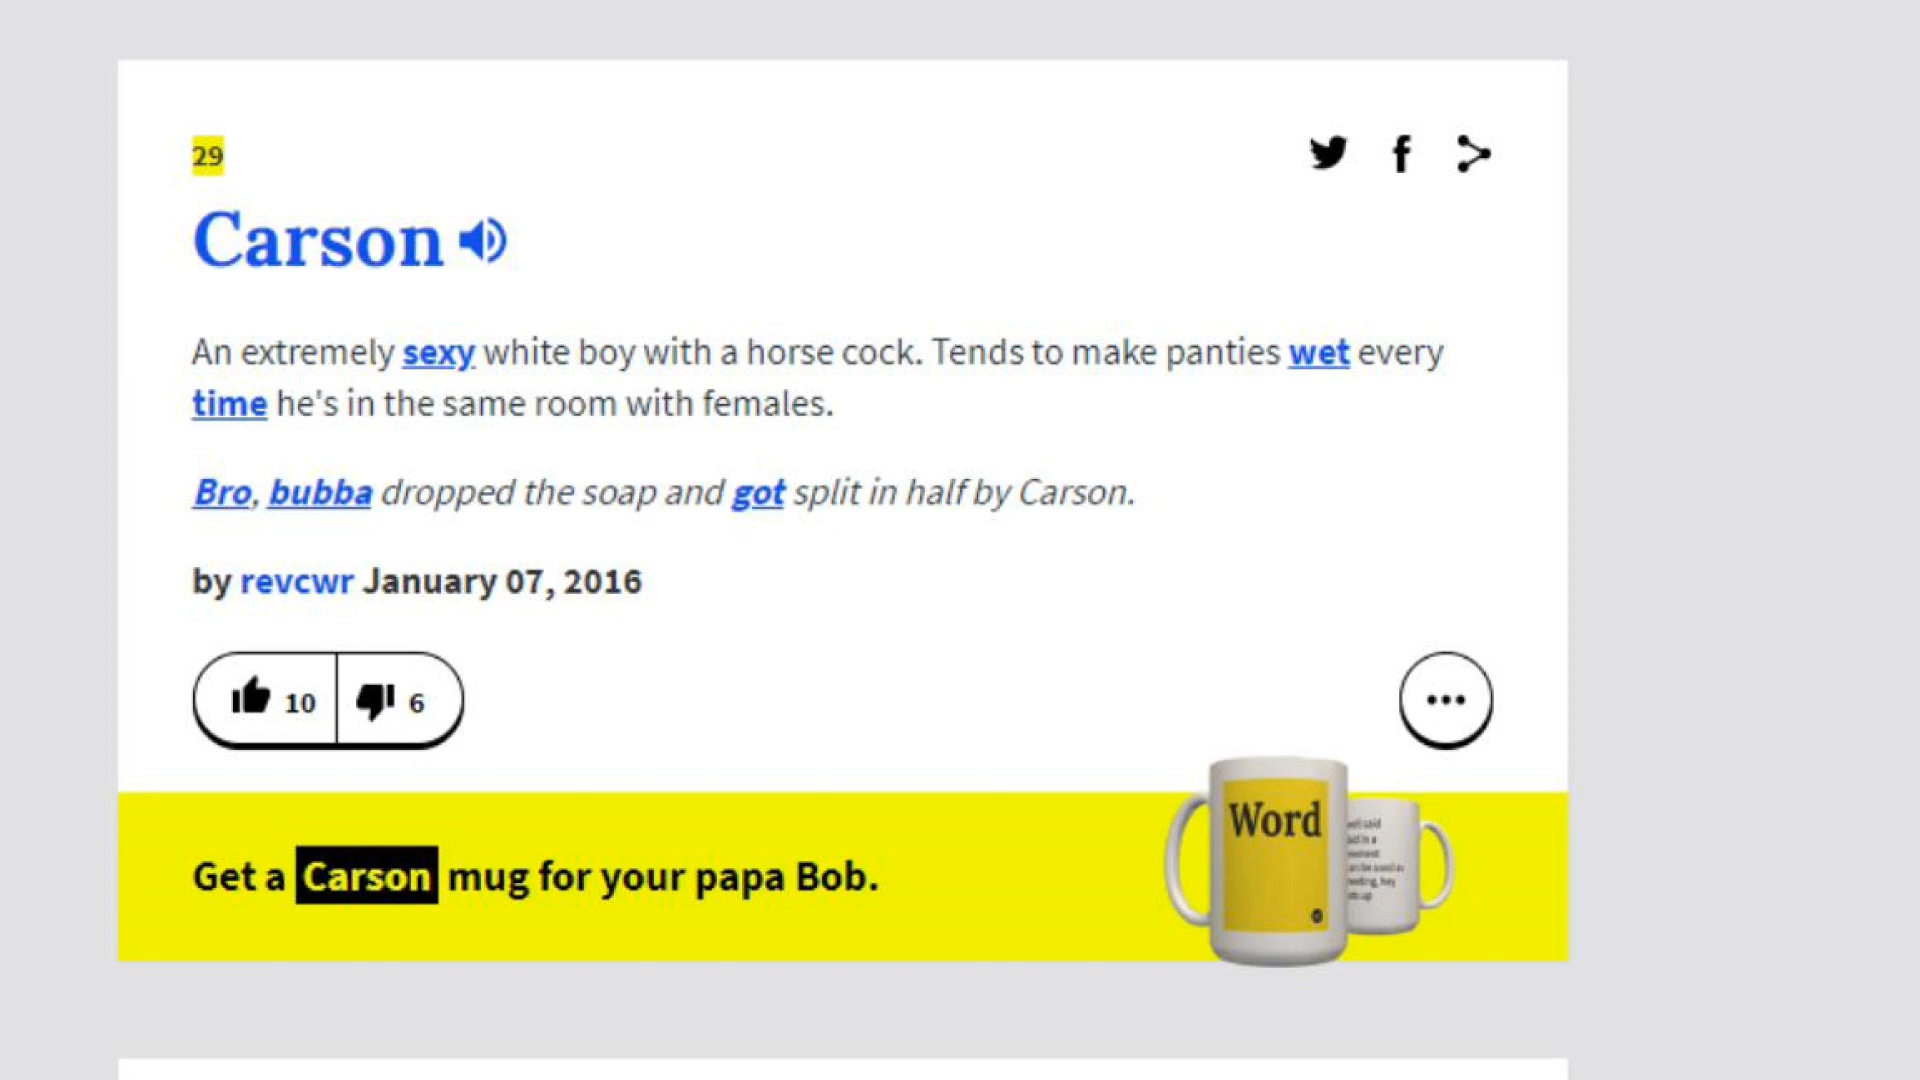 29
Carson
An extremely sexy white boy with a horse cock. Tends to make panties wet every
time he's in the same room with females.
Bro, bubba dropped the soap and got split in half by Carson.
by revcwr January 07, 2016
10 6
Get a Carson mug for your papa Bob.
Word